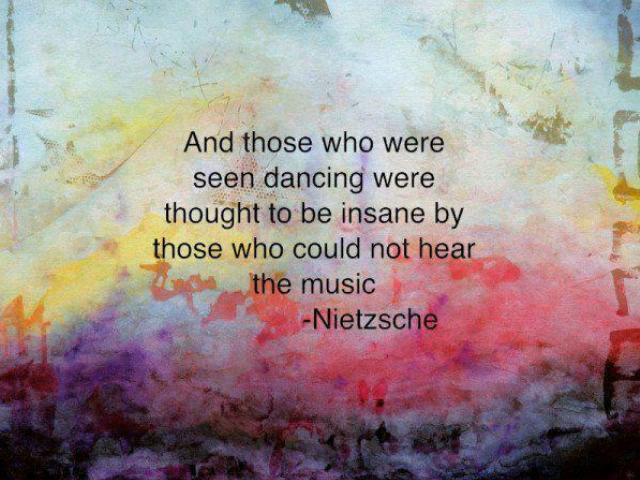 And those who were
seen dancing were
thought to be insane by
those who could not hear
the music
-Nietzsche